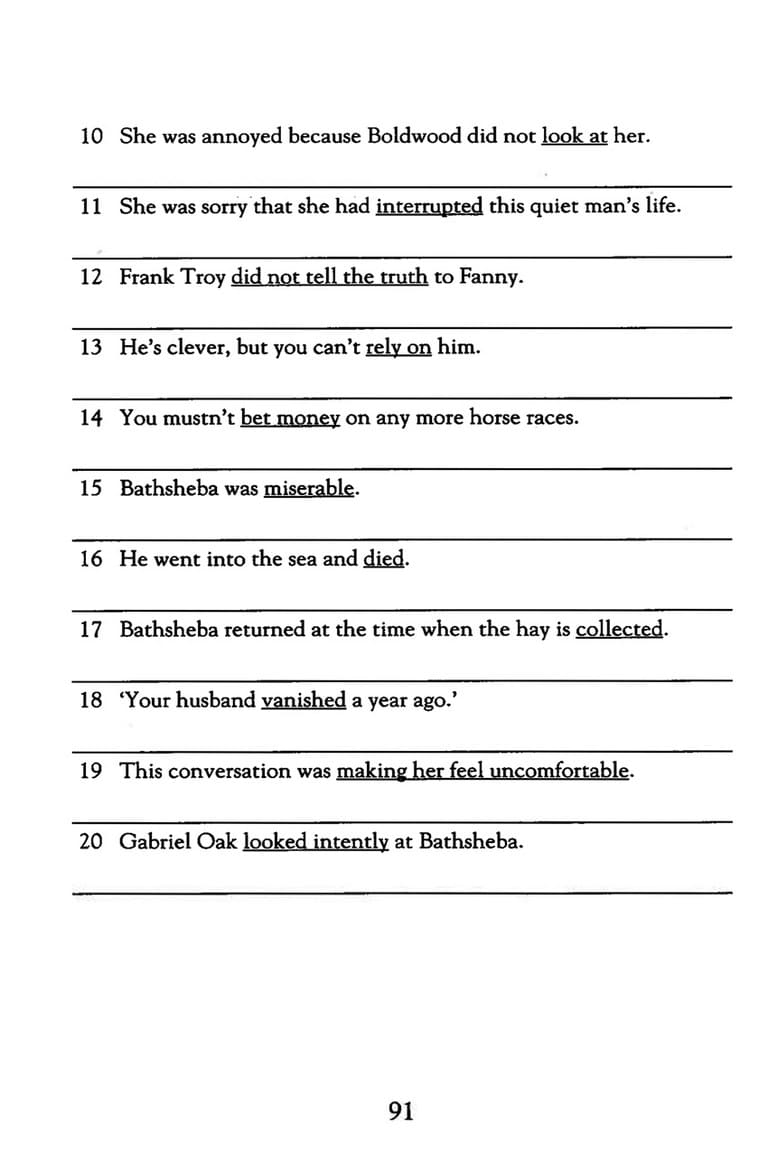 10 She was annoyed because Boldwood did not look at her.
11 She was sorry that she had interrupted this quiet man's life.
12 Frank Troy did not tell the truth to Fanny.
13 He's clever, but you can't rely on him.
14 You mustn't bet money on any more horse races.
15 Bathsheba was miserable.
16 He went into the sea and died.
17 Bathsheba returned at the time when the hay is collected.
18 ‘Your husband vanished a year ago.’
19 This conversation was making her feel uncomfortable.
20 Gabriel Oak looked intently at Bathsheba.
91